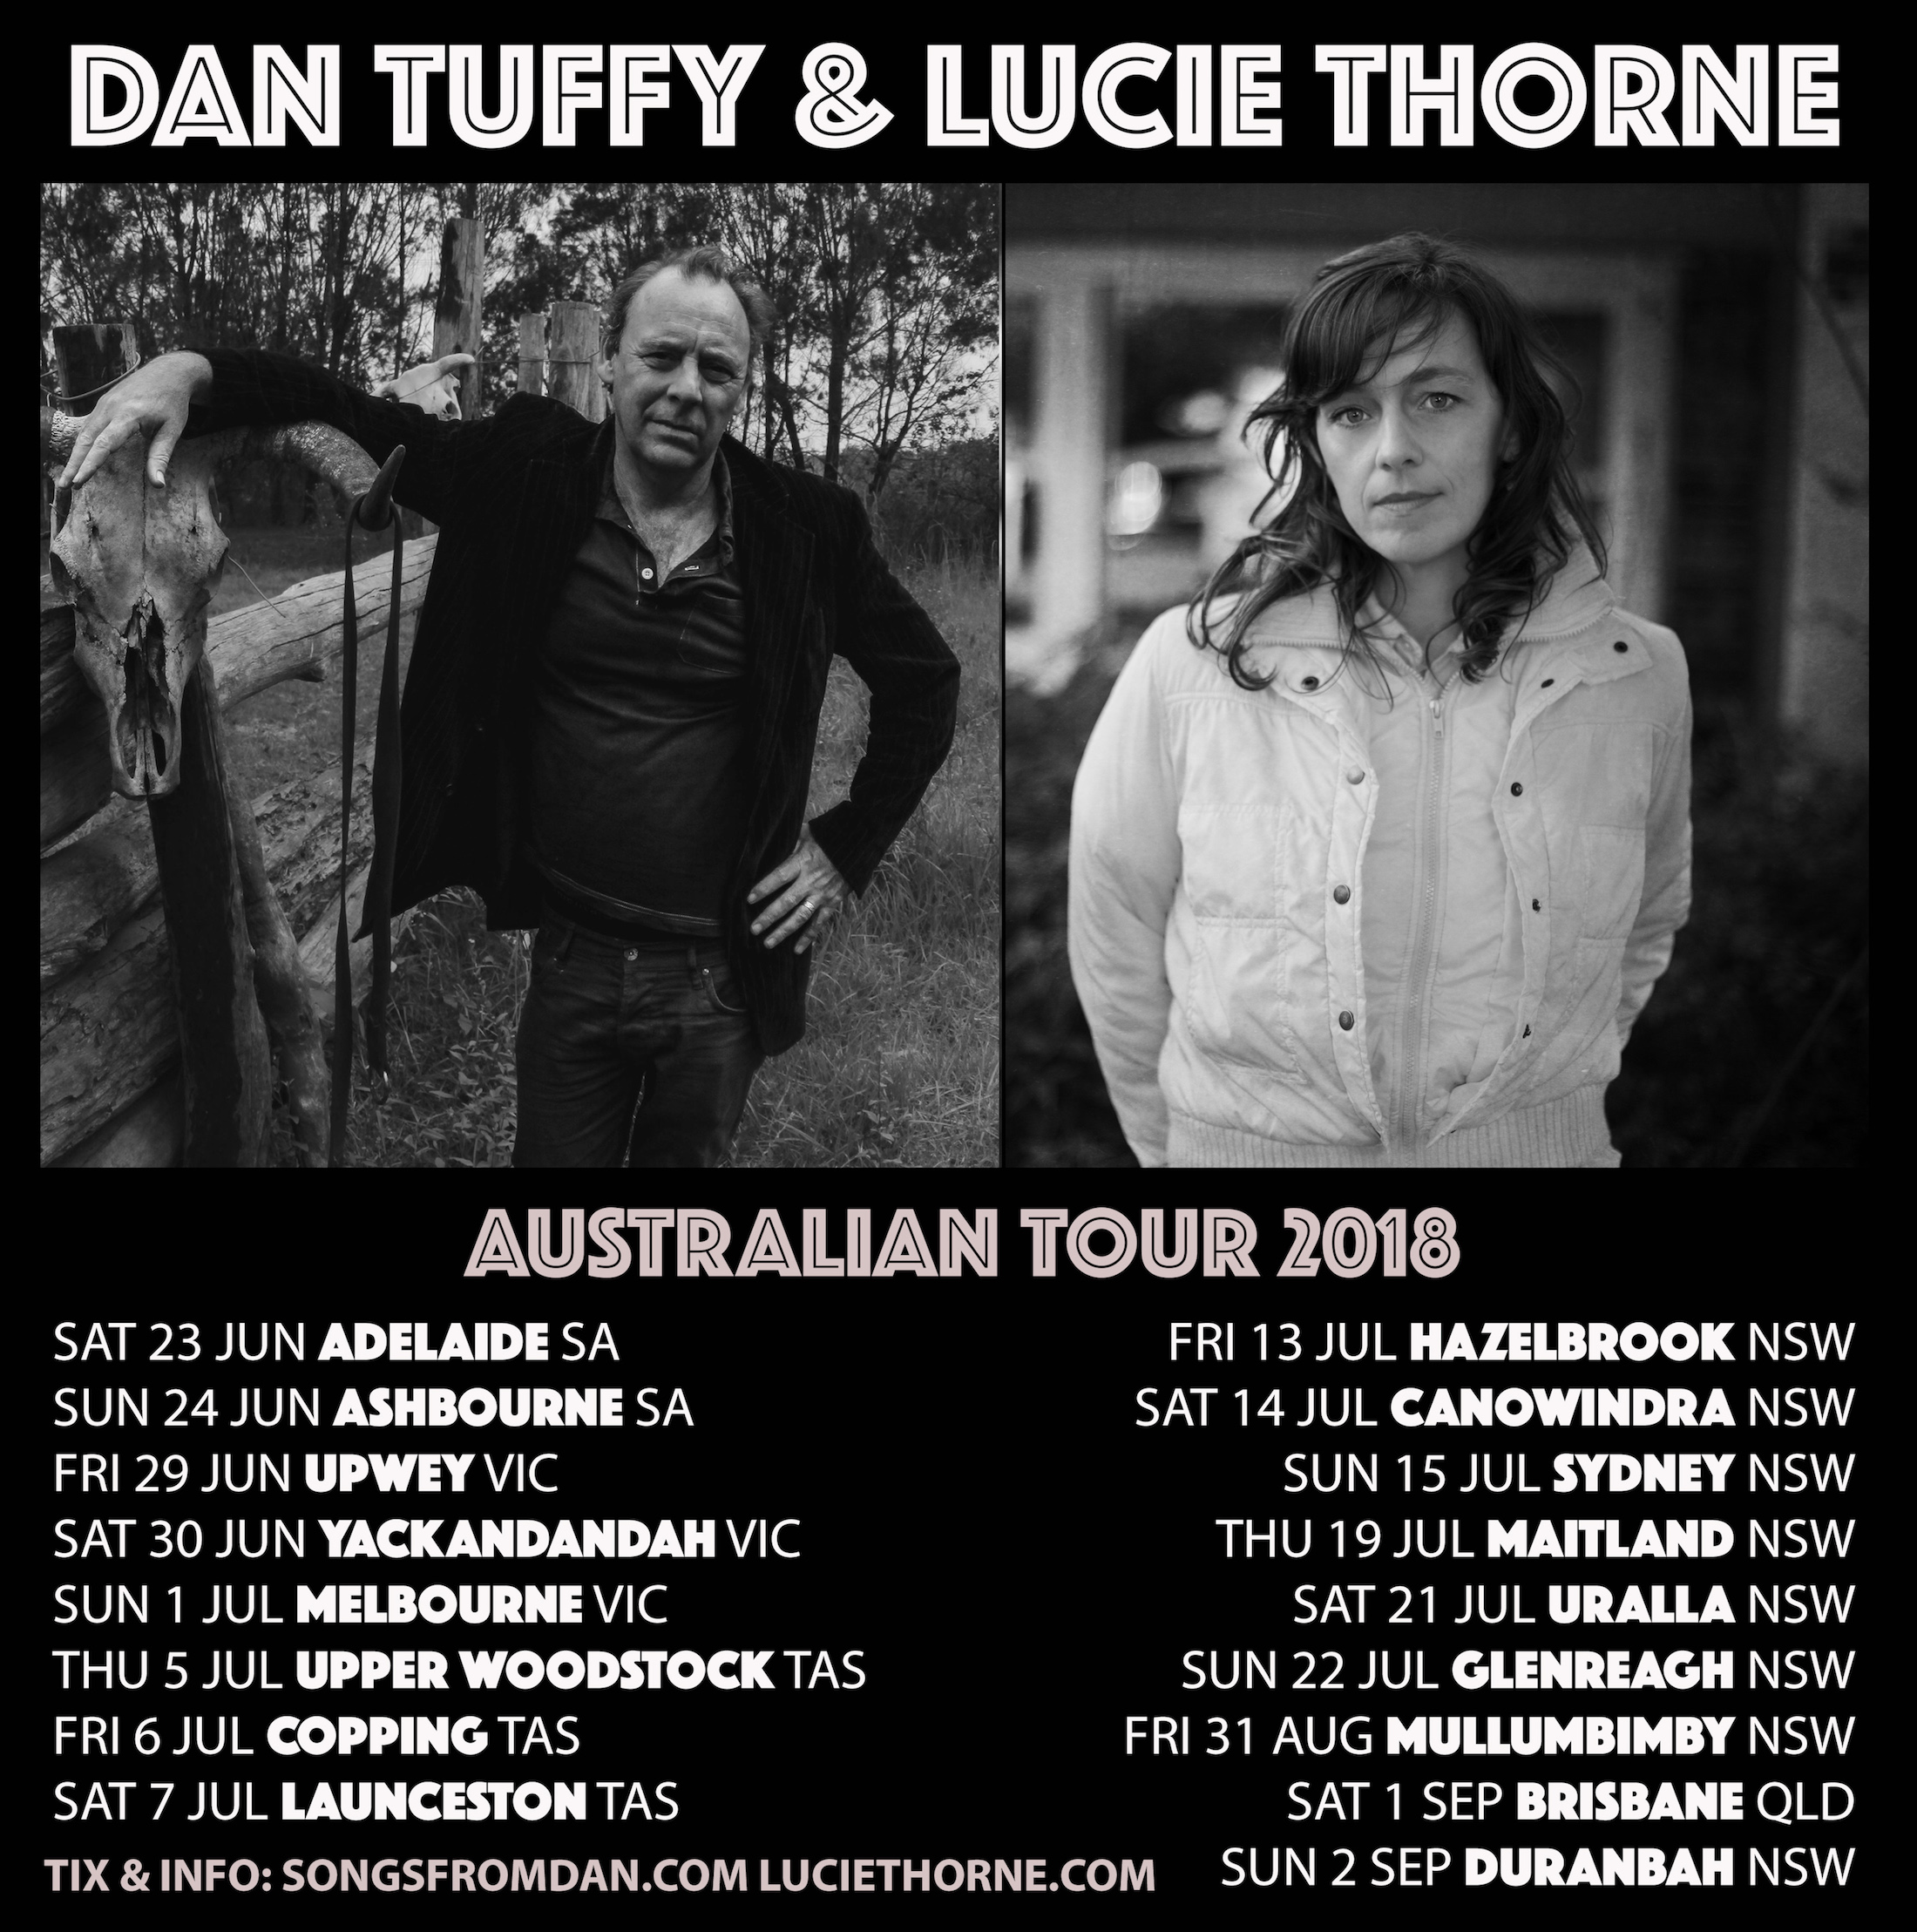 DAN TUFFY & LUCIE THORNE
AUSTRALIAN TOUR 2018
SAT 23 JUN ADELAIDE SA
SUN 24 JUN ASHBOURNE SA
FRI 29 JUN UPWEY VIC
SAT 30 JUN YACKANDANDAH VIC
SUN 1 JUL MELBOURNE VIC
THU 5 JUL UPPER WOODSTOCK TAS
FRI 6 JUL COPPING TAS
SAT 7 JUL LAUNCESTON TAS
FRI 13 JUL HAZELBROOK NSW
SAT 14 JUL CANOWINDRA NSW
SUN 15 JUL SYDNEY NSW
THU 19 JUL MAITLAND NSW
SAT 21 JUL URALLA NSW
SUN 22 JUL GLENREAGH NSW
FRI 31 AUG MULLUMBIMBY NSW
SAT 1 SEP BRISBANE QLD
SUN 2 SEP DURANBAH NSW
TIX & INFO: SONGSFROMDAN.COM LUCIETHORNE.COM